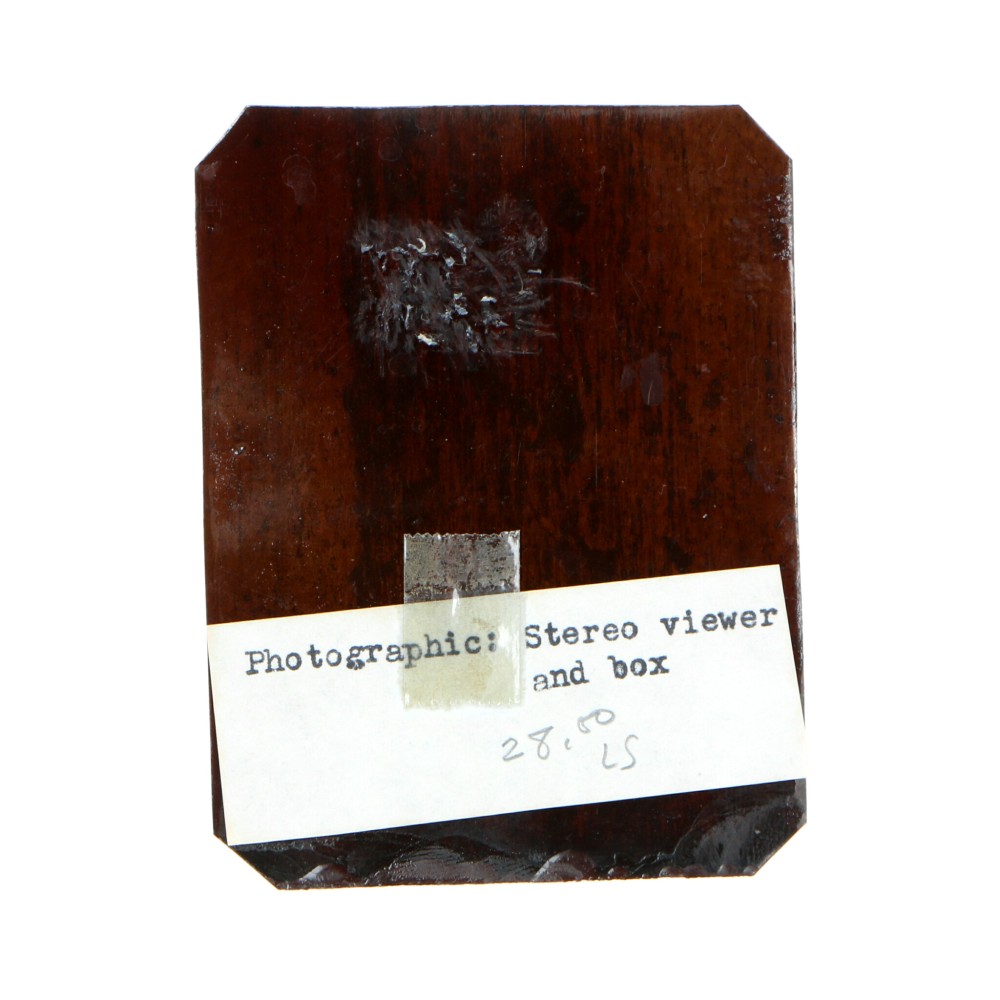 Photographic: Stereo viewer
and box
28.50
LS